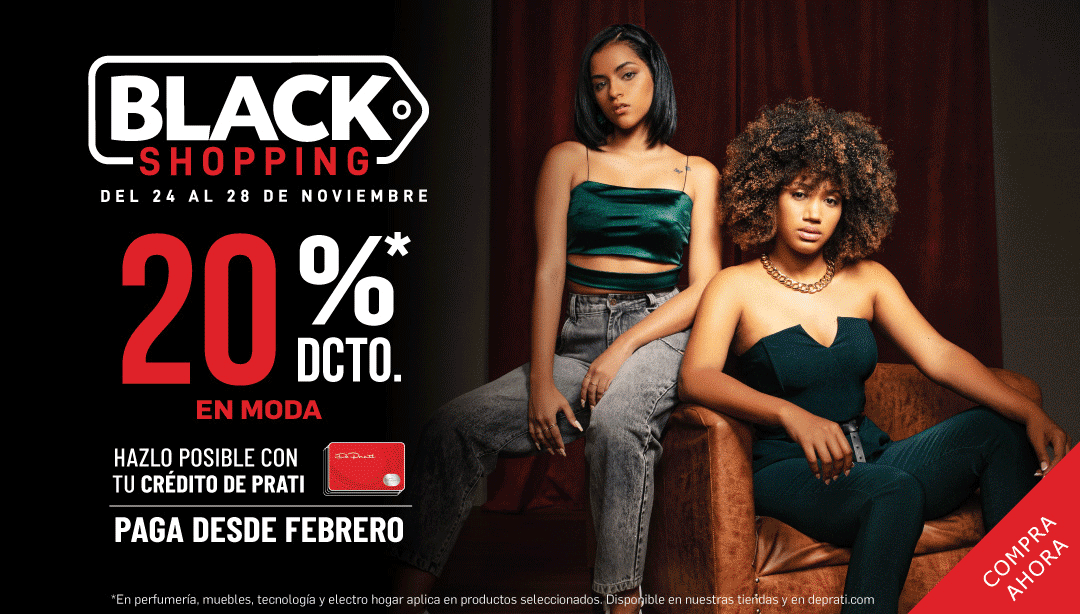 BLACK
SHOPPING
DEL 24 AL 28 DE NOVIEMBRE
20%*
DCTO.
EN MODA
HAZLO POSIBLE CON
TU CRÉDITO DE PRATI
De Prati
PAGA DESDE FEBRERO
COMPRA
AHORA
*En perfumería, muebles, tecnología y electro hogar aplica en productos seleccionados. Disponible en nuestras tiendas y en deprati.com